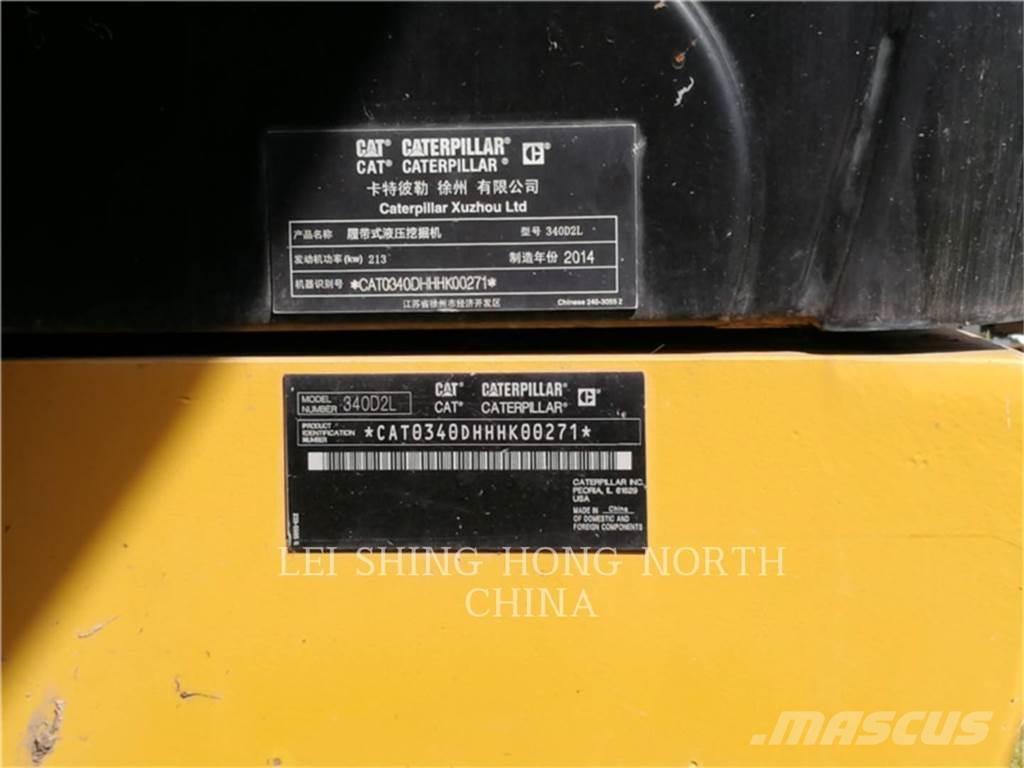 CAT® CATERPILLAR®
CAT® CATERPILLAR®
卡特彼勒 徐州 有限公司
Caterpillar Xuzhou Ltd
产品名称 履带式液压挖掘机 型号 340D2L
发动机功率(kw) 213 制造年份 2014
机器识别号 *CAT0340DHHHK00271*
江苏省徐州市经济开发区 Chinese 240-3055 2
MODEL NUMBER 340D2L
CAT® CATERPILLAR®
CAT® CATERPILLAR®
PRODUCT IDENTIFICATION NUMBER *CAT0340DHHHK00271*
CATERPILLAR INC.
PEORIA, IL 61629
USA
MADE IN China
OF DOMESTIC AND
FOREIGN COMPONENTS
LEI SHING HONG NORTH
CHINA
MASCUS